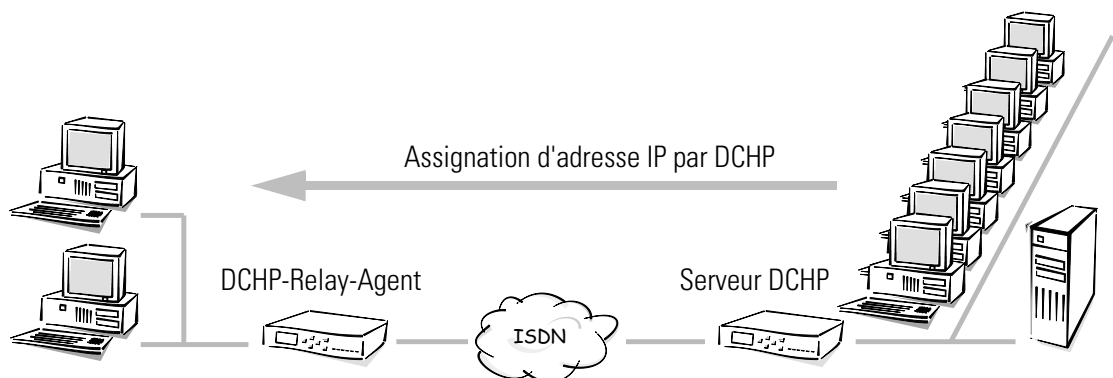 Assignation d'adresse IP par DCHP
DCHP-Relay-Agent
Serveur DCHP
ISDN